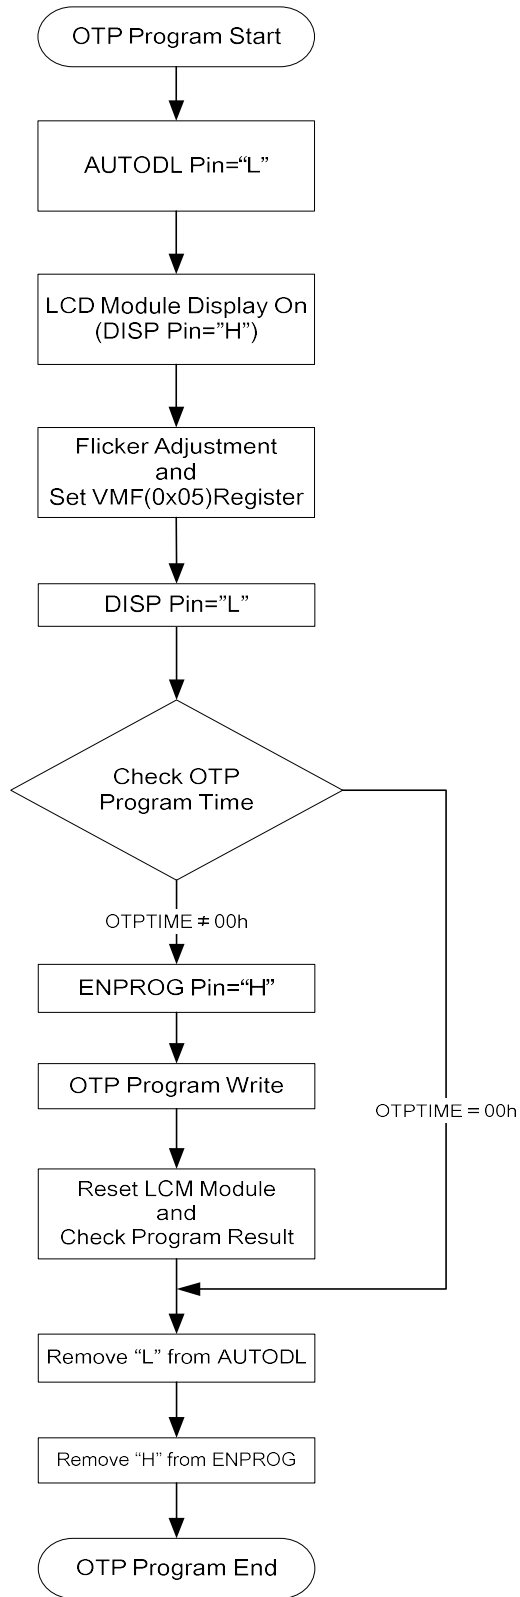 OTP Program Start
AUTODL Pin=“L”
LCD Module Display On
(DISP Pin=”H”)
Flicker Adjustment
and
Set VMF(0x05)Register
DISP Pin=”L”
Check OTP
Program Time
OTPTIME ≠ 00h
ENPROG Pin=“H”
OTP Program Write
OTPTIME = 00h
Reset LCM Module
and
Check Program Result
Remove “L” from AUTODL
Remove “H” from ENPROG
OTP Program End